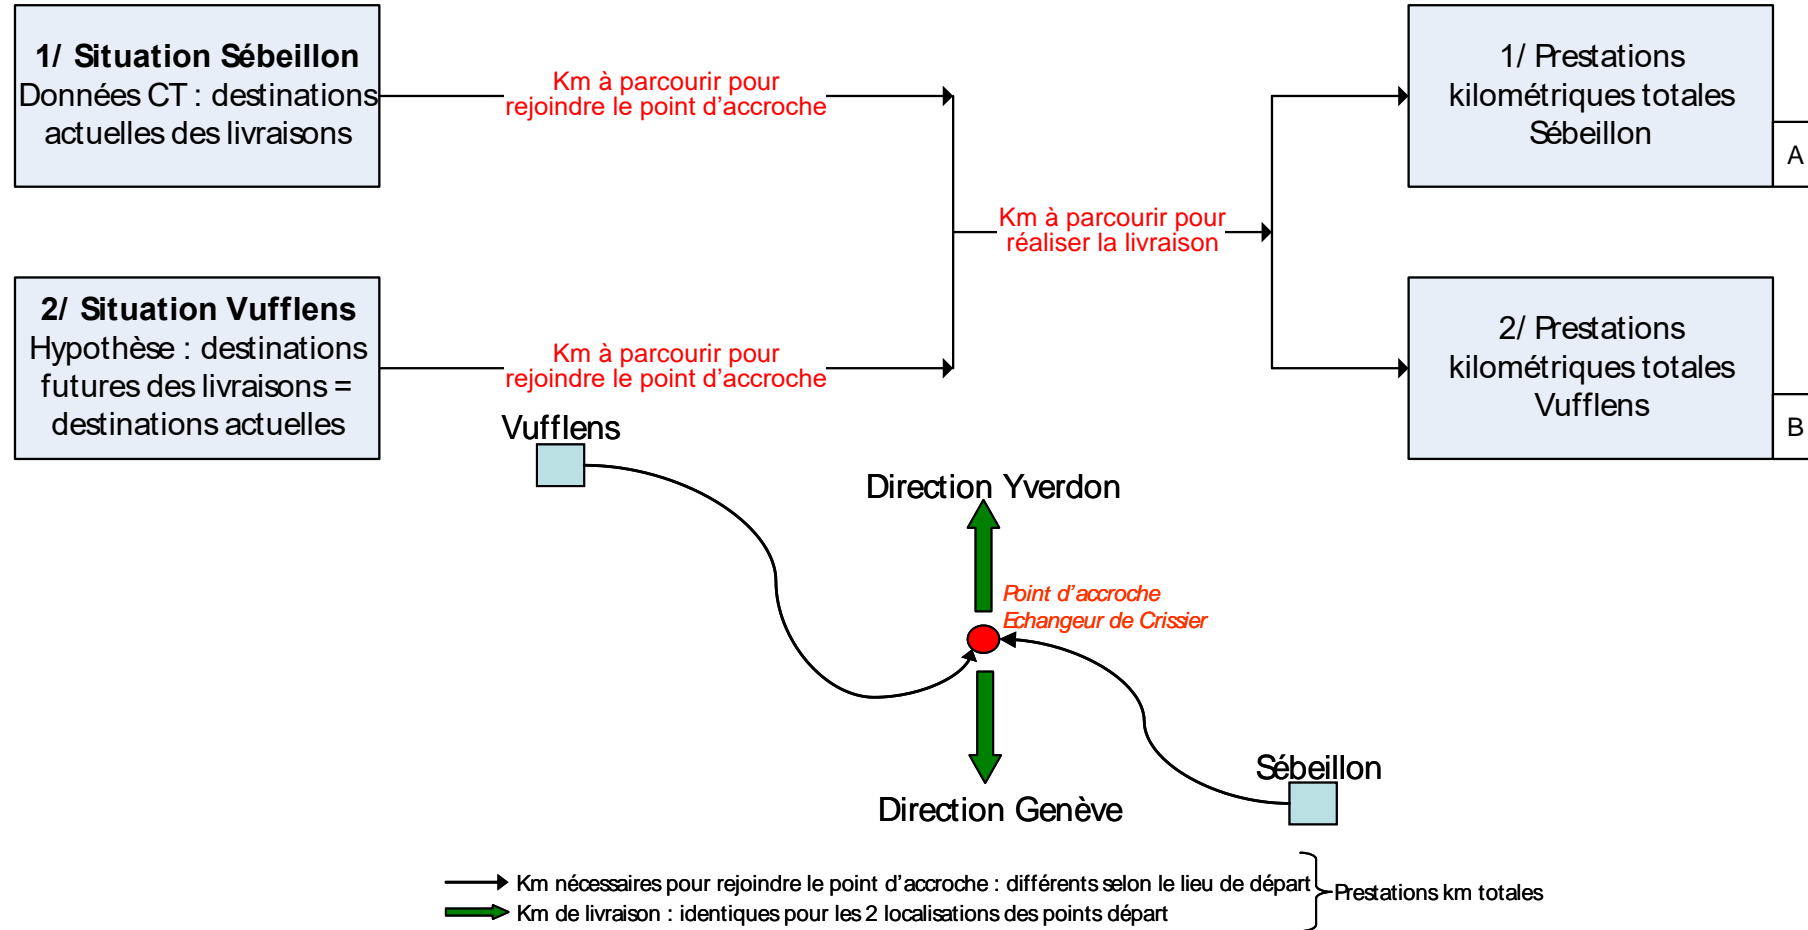 1/ Situation Sébeillon
Données CT : destinations
actuelles des livraisons
Km à parcourir pour
rejoindre le point d'accroche
1/ Prestations
kilométriques totales
Sébeillon
A
Km à parcourir pour
réaliser la livraison
2/ Situation Vufflens
Hypothèse : destinations
futures des livraisons =
destinations actuelles
Km à parcourir pour
rejoindre le point d'accroche
2/ Prestations
kilométriques totales
Vufflens
B
Vufflens
Direction Yverdon
Point d'accroche
Echangeur de Crissier
Sébeillon
Direction Genève
Km nécessaires pour rejoindre le point d'accroche : différents selon le lieu de départ
Km de livraison : identiques pour les 2 localisations des points départ
Prestations km totales